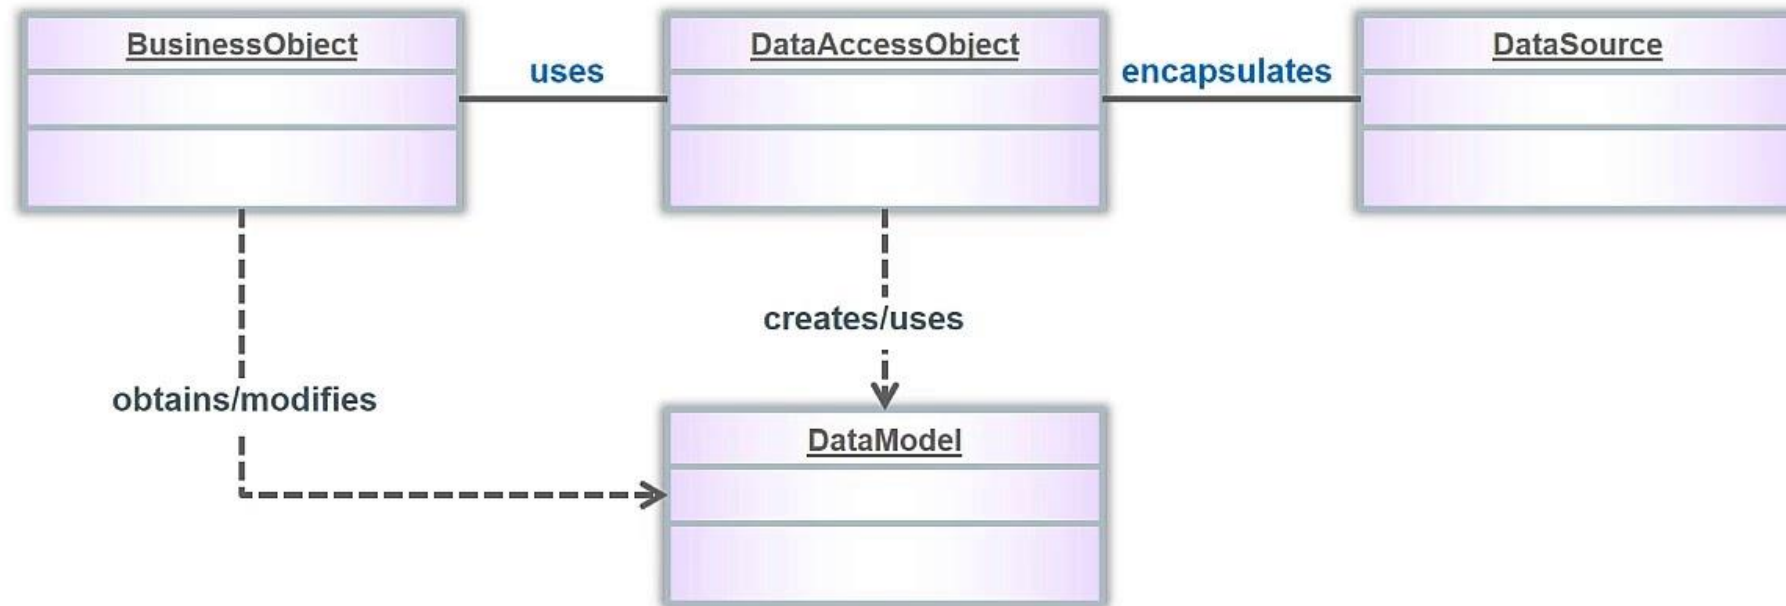 BusinessObject
uses
DataAccessObject
encapsulates
DataSource
creates/uses
obtains/modifies
DataModel